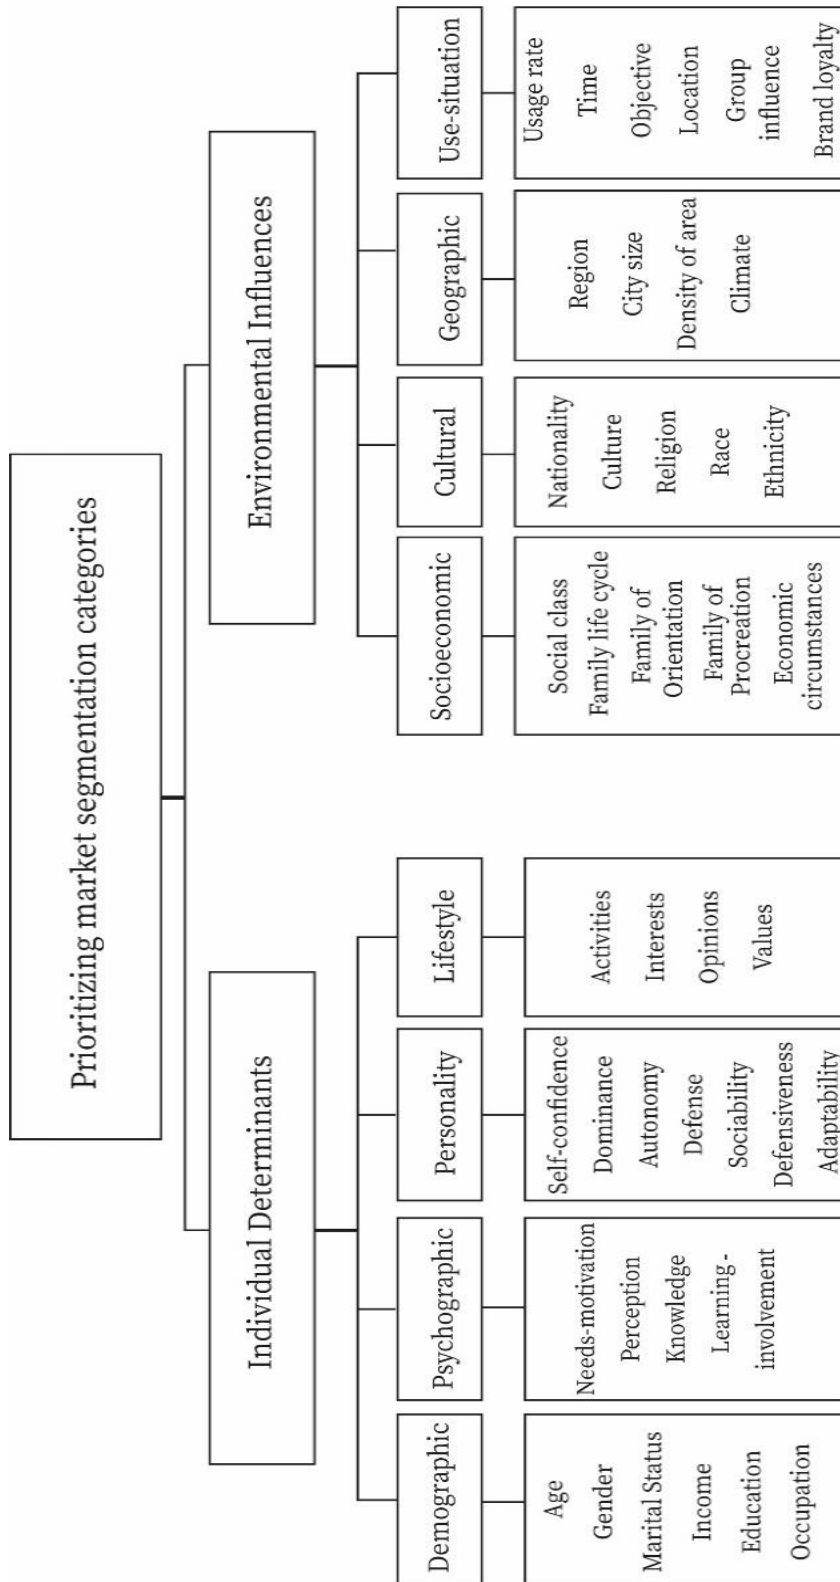 Prioritizing market segmentation categories
Individual Determinants
Environmental Influences
Demographic
Psychographic
Personality
Lifestyle
Socioeconomic
Cultural
Geographic
Use-situation
Age
Gender
Marital Status
Income
Education
Occupation
Needs-motivation
Perception
Knowledge
Learning-
involvement
Self-confidence
Dominance
Autonomy
Defense
Sociability
Defensiveness
Adaptability
Activities
Interests
Opinions
Values
Social class
Family life cycle
Family of
Orientation
Family of
Procreation
Economic
circumstances
Nationality
Culture
Religion
Race
Ethnicity
Region
City size
Density of area
Climate
Usage rate
Time
Objective
Location
Group
influence
Brand loyalty